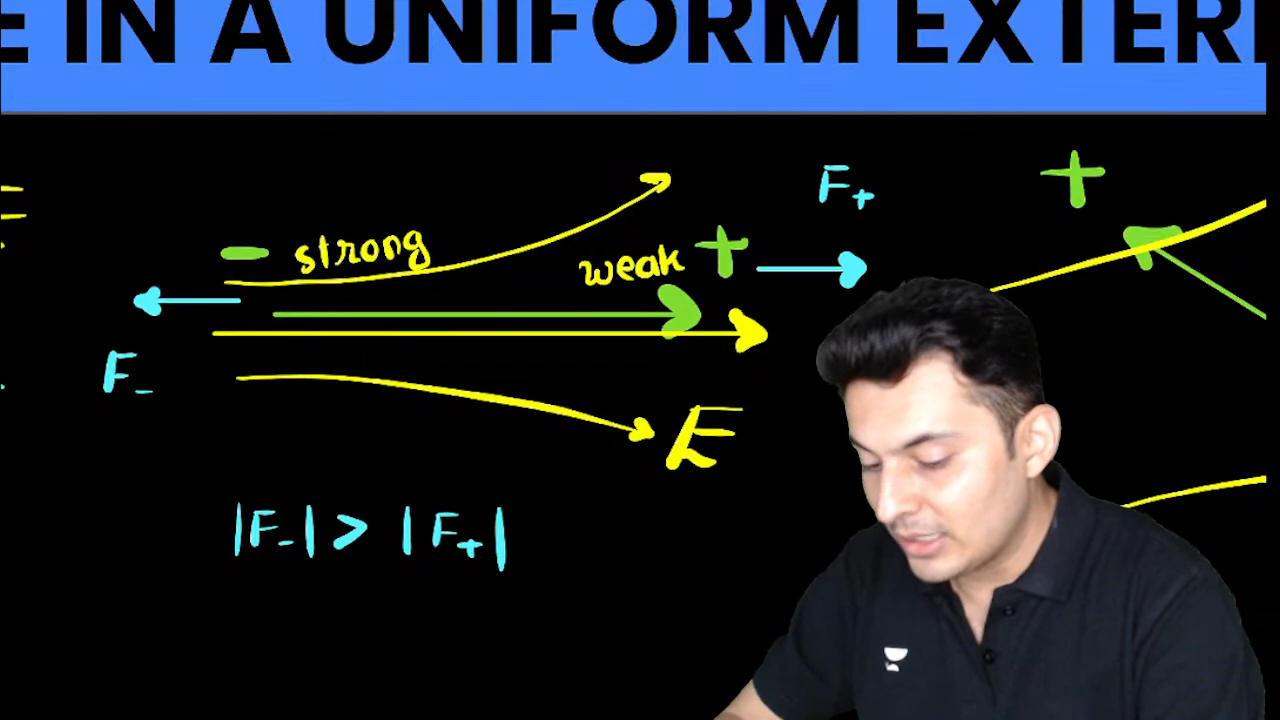 E IN A UNIFORM EXTER
F+
+
- strong
weak +
F-
E
|F-| > |F+|